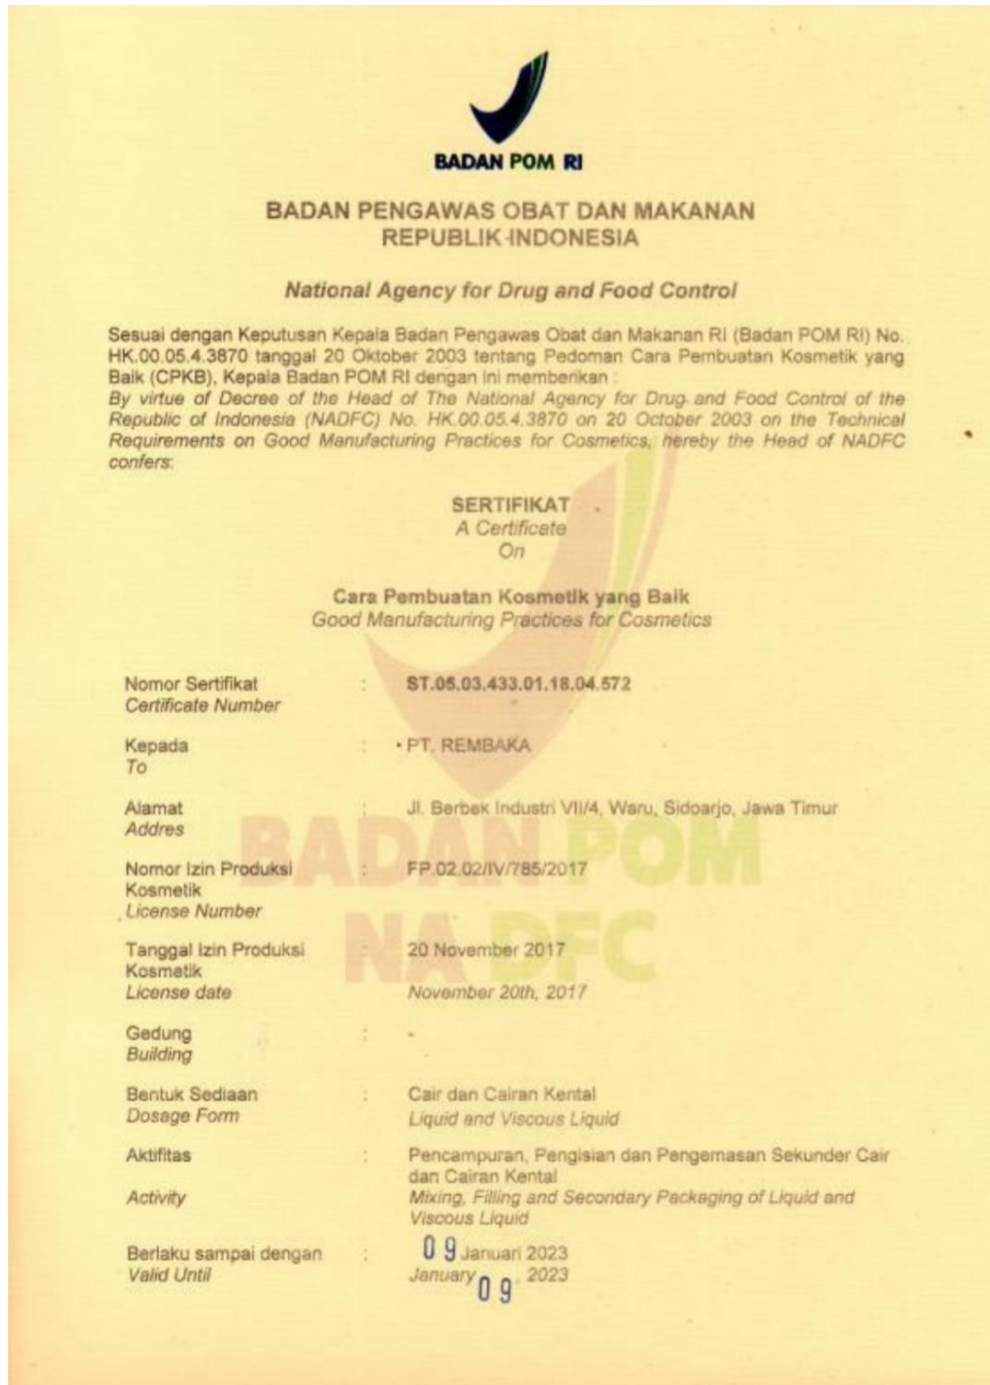 BADAN POM RI
BADAN PENGAWAS OBAT DAN MAKANAN
REPUBLIK INDONESIA
National Agency for Drug and Food Control
Sesuai dengan Keputusan Kepala Badan Pengawas Obat dan Makanan RI (Badan POM RI) No.
HK.00.05.4.3870 tanggal 20 Oktober 2003 tentang Pedoman Cara Pembuatan Kosmetik yang
Baik (CPKB), Kepala Badan POM RI dengan ini memberikan :
By virtue of Decree of the Head of The National Agency for Drug and Food Control of the
Republic of Indonesia (NADFC) No. HK.00.05.4.3870 on 20 October 2003 on the Technical
Requirements on Good Manufacturing Practices for Cosmetics, hereby the Head of NADFC
confers:
SERTIFIKAT
A Certificate
On
Cara Pembuatan Kosmetik yang Baik
Good Manufacturing Practices for Cosmetics
Nomor Sertifikat : ST.05.03.433.01.18.04.572
Certificate Number
Kepada : PT. REMBAKA
To
Alamat : Jl. Berbek Industri VII/4, Waru, Sidoarjo, Jawa Timur
Addres
BADAN POM
Nomor Izin Produksi : FP.02.02/IV/785/2017
Kosmetik
License Number
NADFC
Tanggal Izin Produksi : 20 November 2017
Kosmetik
License date November 20th, 2017
Gedung : -
Building
Bentuk Sediaan : Cair dan Cairan Kental
Dosage Form Liquid and Viscous Liquid
Aktifitas : Pencampuran, Pengisian dan Pengemasan Sekunder Cair
dan Cairan Kental
Activity Mixing, Filling and Secondary Packaging of Liquid and
Viscous Liquid
Berlaku sampai dengan : 09 Januari 2023
Valid Until January 09, 2023